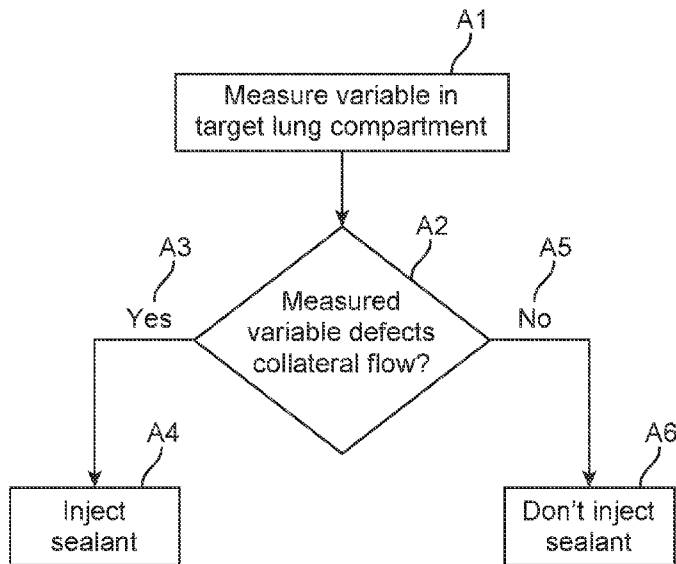 A1
Measure variable in
target lung compartment
A2
A3
A5
Yes
Measured
variable defects
collateral flow?
No
A4
A6
Inject
sealant
Don't inject
sealant